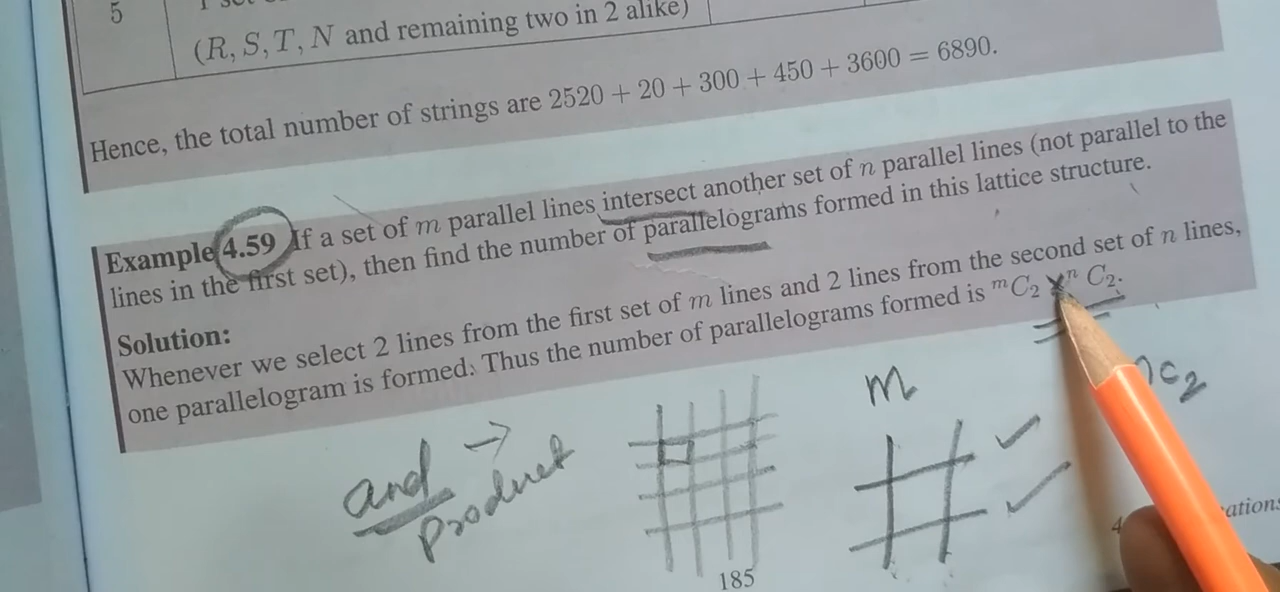 5
(R, S, T, N and remaining two in 2 alike)
Hence, the total number of strings are 2520 + 20 + 300 + 450 + 3600 = 6890.
Example 4.59 If a set of m parallel lines intersect another set of n parallel lines (not parallel to the
lines in the first set), then find the number of parallelograms formed in this lattice structure.
Solution:
Whenever we select 2 lines from the first set of m lines and 2 lines from the second set of n lines,
one parallelogram is formed. Thus the number of parallelograms formed is ᵐC₂ × ⁿC₂.
m
nC2
and →
product
185